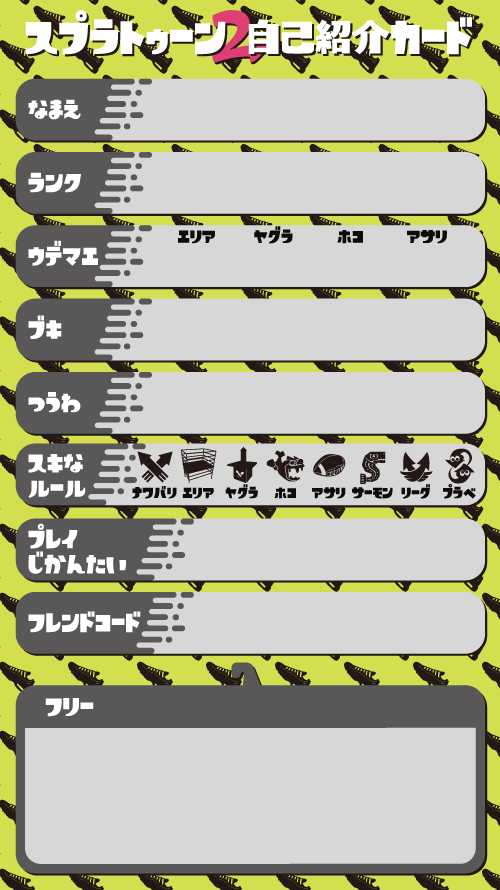 スプラトゥーン2自己紹介カード
なまえ
ランク
ウデマエ
エリア ヤグラ ホコ アサリ
ブキ
つうわ
スキな
ルール
ナワバリ エリア ヤグラ ホコ アサリ サーモン リーグ プラベ
プレイ
じかんたい
フレンドコード
フリー